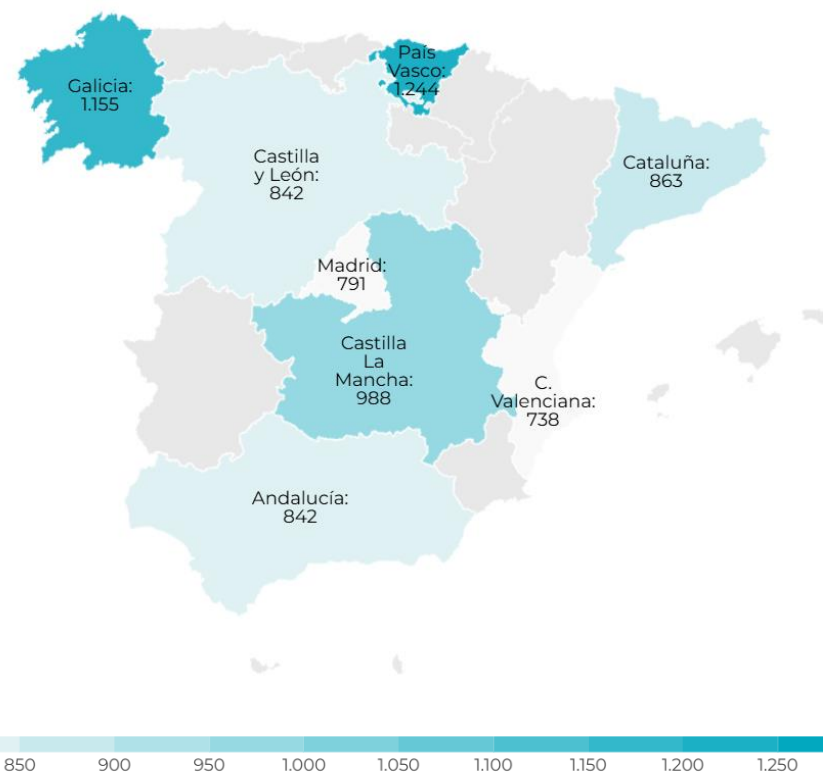 País
Vasco:
1.244
Galicia:
1.155
Castilla
y León:
842
Cataluña:
863
Madrid:
791
Castilla
La
Mancha:
988
C.
Valenciana:
738
Andalucía:
842
850 900 950 1.000 1.050 1.100 1.150 1.200 1.250